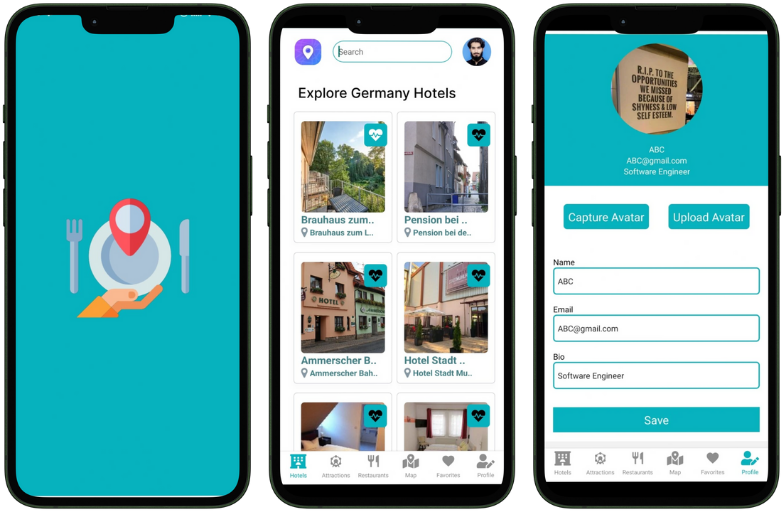 Search
Explore Germany Hotels
Brauhaus zum..
Brauhaus zum L..
Pension bei ..
Pension bei de..
HOTEL
Ammerscher B..
Ammerscher Bah..
Hotel Stadt ..
Hotel Stadt Mu..
Hotels
Attractions
Restaurants
Map
Favorites
Profile
R.I.P. TO THE
OPPORTUNITIES
WE MISSED
BECAUSE OF
SHYNESS & LOW
SELF ESTEEM.
ABC
ABC@gmail.com
Software Engineer
Capture Avatar
Upload Avatar
Name
ABC
Email
ABC@gmail.com
Bio
Software Engineer
Save
Hotels
Attractions
Restaurants
Map
Favorites
Profile